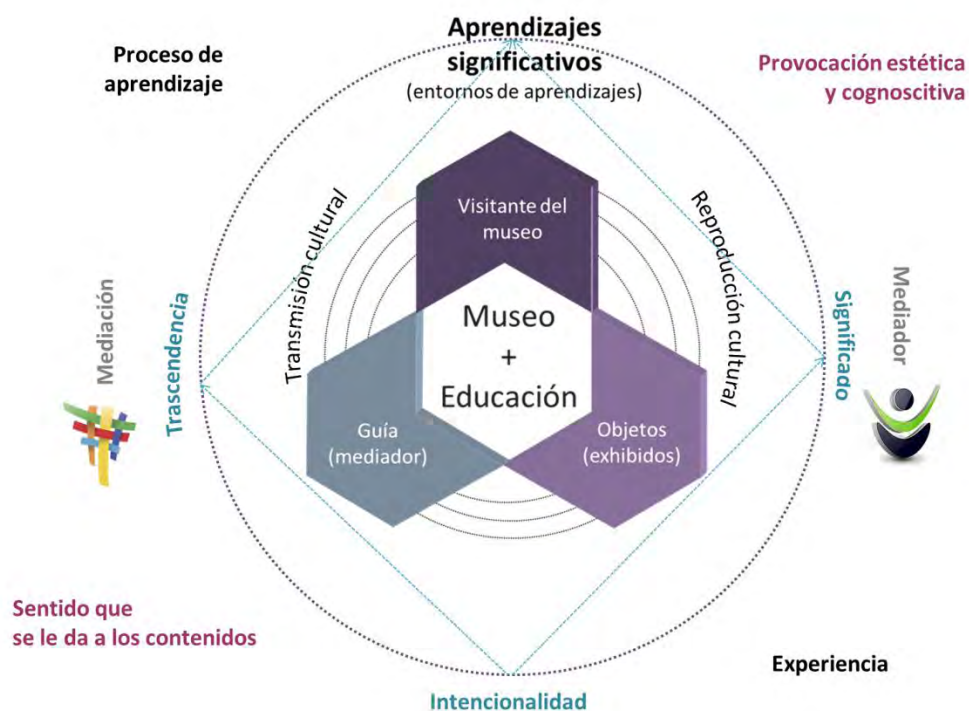 Aprendizajes
significativos
(entornos de aprendizajes)
Proceso de
aprendizaje
Provocación estética
y cognoscitiva
Visitante del
museo
Transmisión cultural
Reproducción cultural
Mediación
Trascendencia
Museo
+
Educación
Significado
Mediador
Guía
(mediador)
Objetos
(exhibidos)
Sentido que
se le da a los contenidos
Experiencia
Intencionalidad